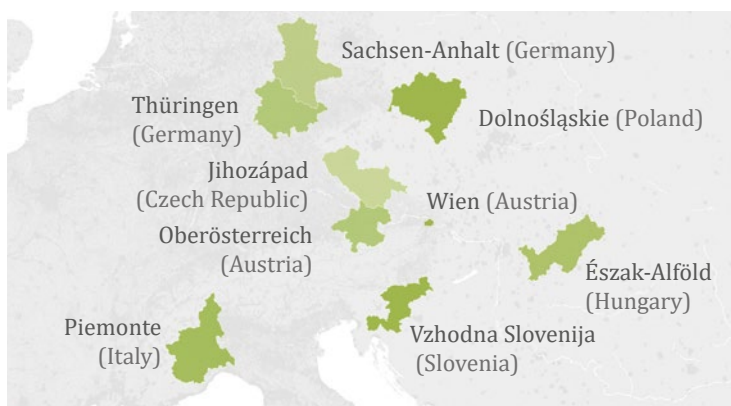 Sachsen-Anhalt (Germany)
Thüringen
(Germany)
Dolnośląskie (Poland)
Jihozápad
(Czech Republic)
Wien (Austria)
Oberösterreich
(Austria)
Észak-Alföld
(Hungary)
Piemonte
(Italy)
Vzhodna Slovenija
(Slovenia)